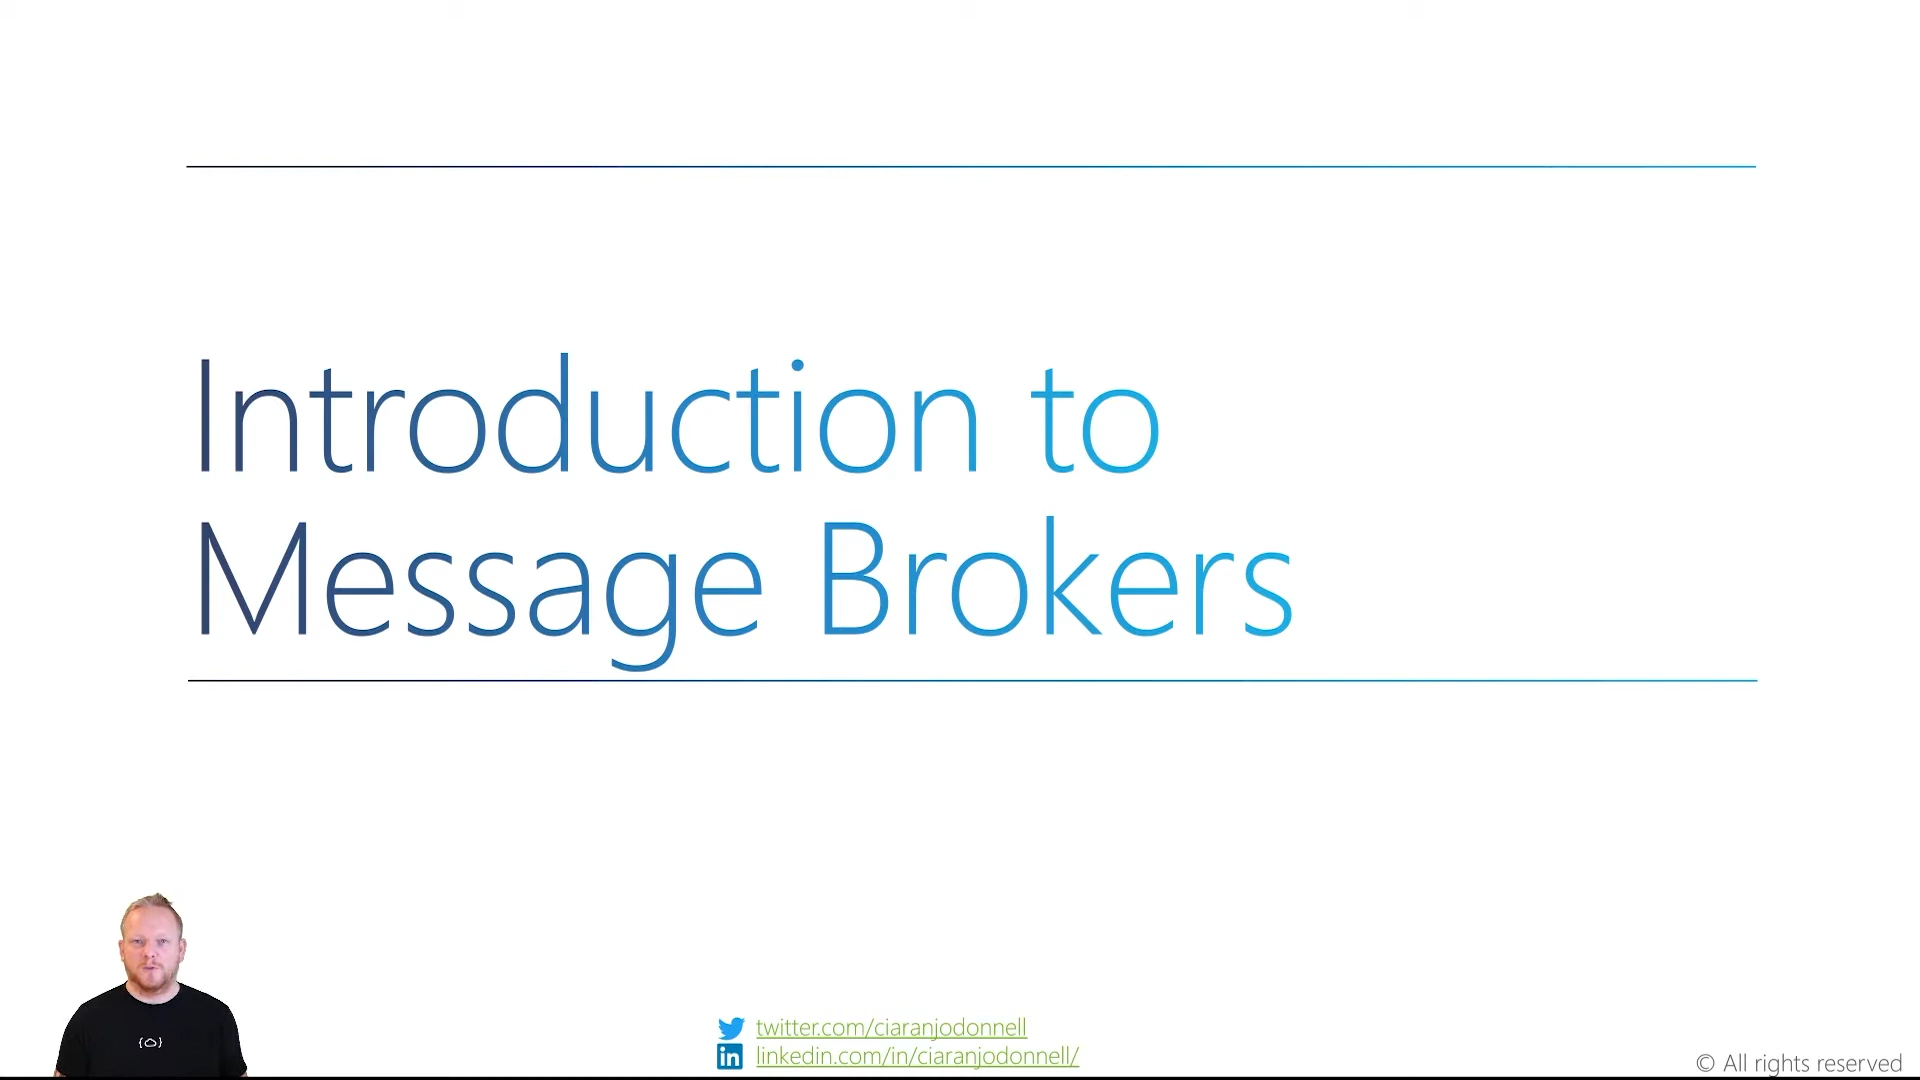 Introduction to
Message Brokers
twitter.com/ciaranjodonnell
linkedin.com/in/ciaranjodonnell/
© All rights reserved